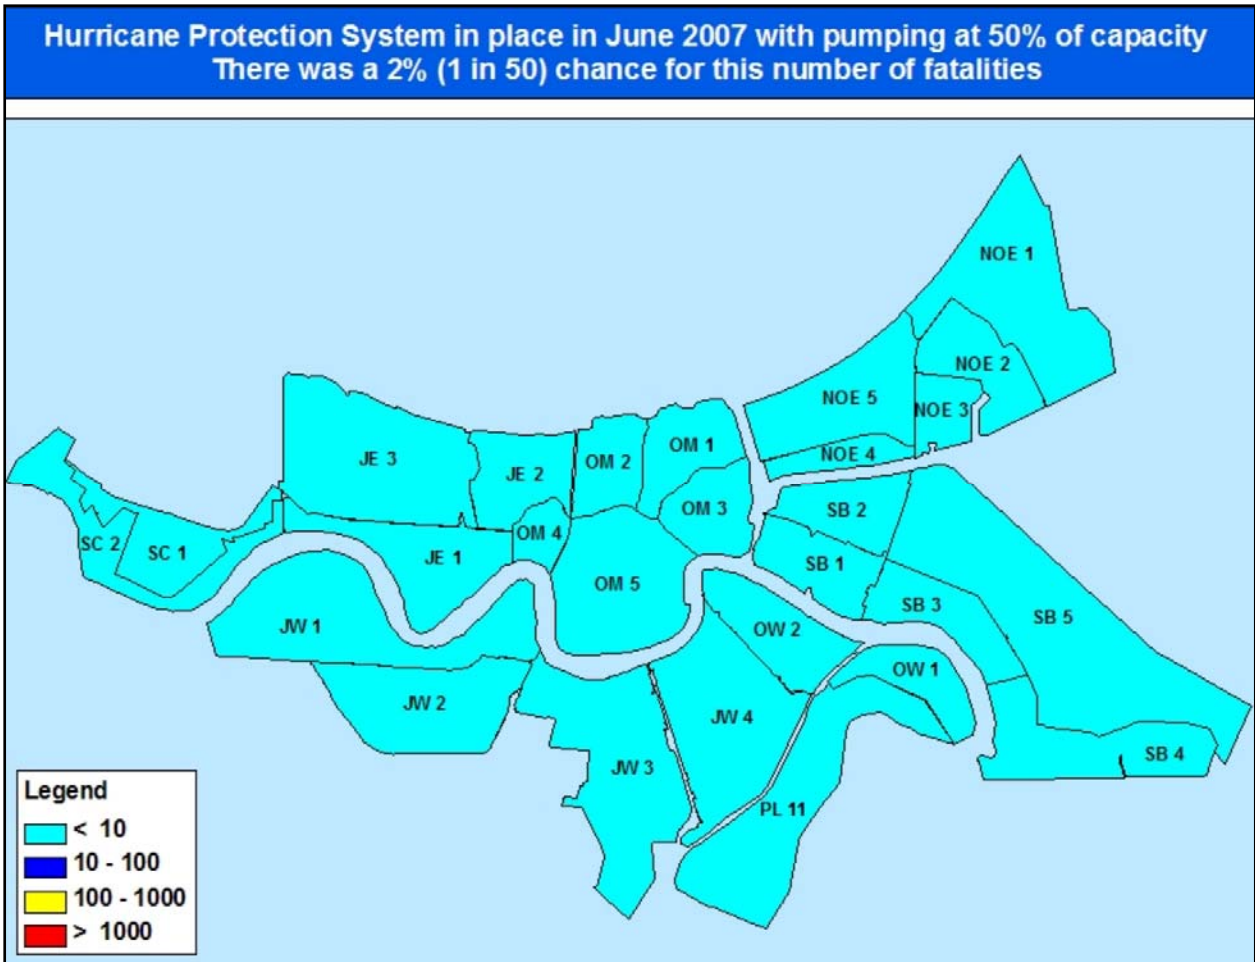 Hurricane Protection System in place in June 2007 with pumping at 50% of capacity
There was a 2% (1 in 50) chance for this number of fatalities
NOE 1
NOE 2
NOE 5
NOE 3
NOE 4
JE 3
JE 2
OM 2
OM 1
OM 3
OM 4
SB 2
SC 2
SC 1
JE 1
OM 5
SB 1
SB 3
SB 5
JW 1
OW 2
OW 1
JW 2
JW 4
JW 3
SB 4
PL 11
Legend
< 10
10 - 100
100 - 1000
> 1000